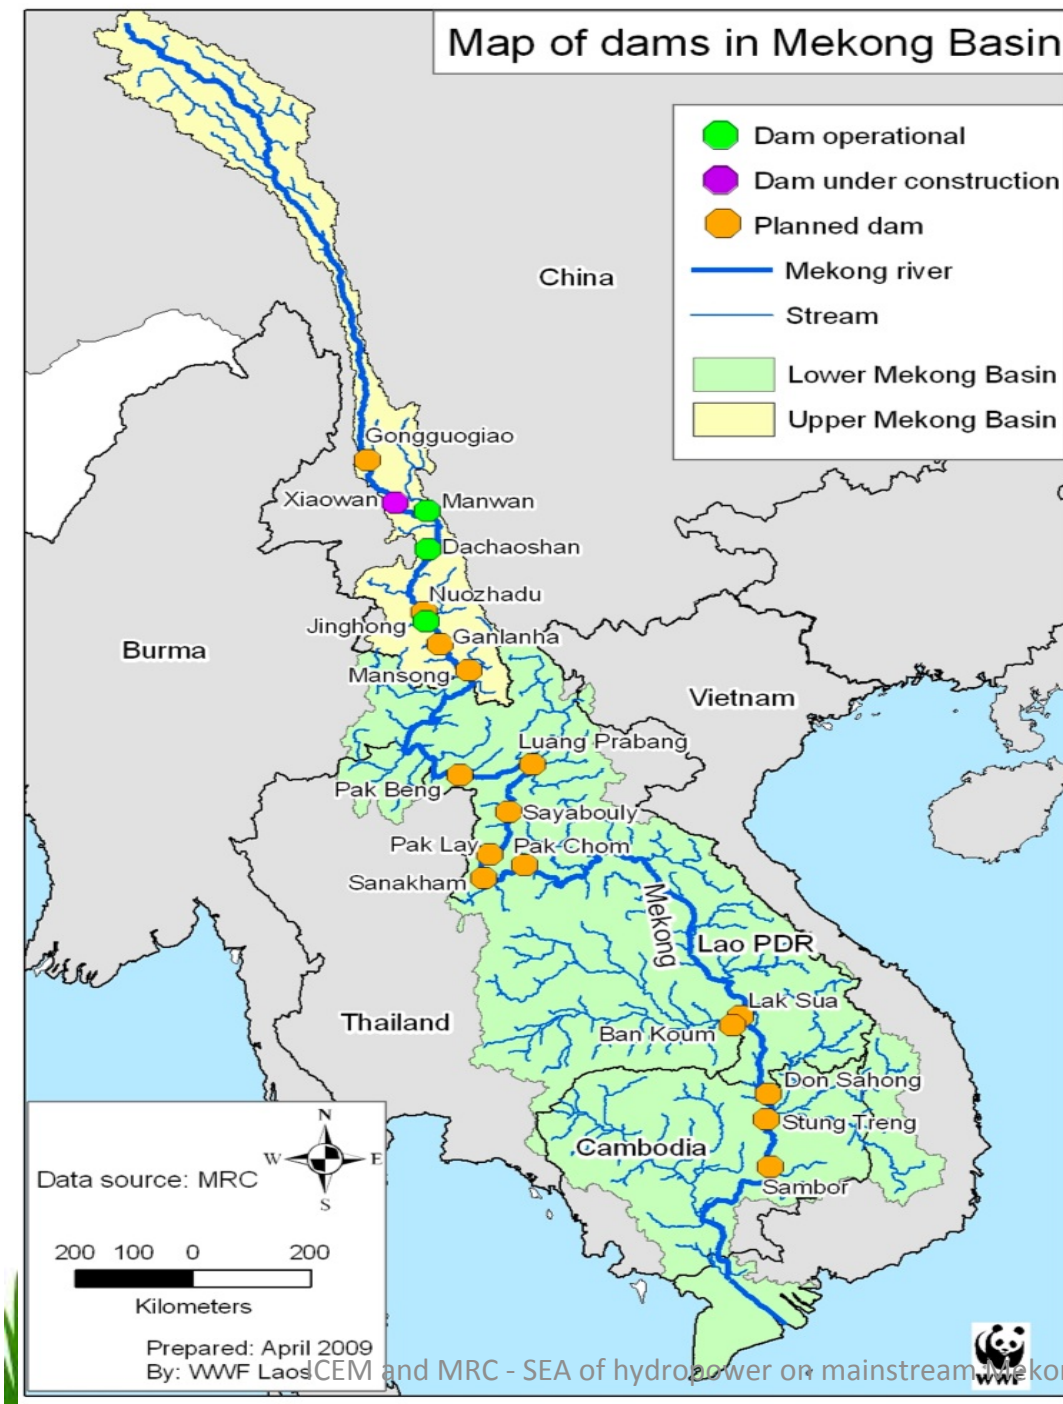 Map of dams in Mekong Basin
Dam operational
Dam under construction
Planned dam
Mekong river
Stream
Lower Mekong Basin
Upper Mekong Basin
China
Gongguogiao
Xiaowan
Manwan
Dachaoshan
Nuozhadu
Jinghong
Ganlanha
Burma
Mansong
Vietnam
Luang Prabang
Pak Beng
Sayabouly
Pak Lay
Pak Chom
Sanakham
Mekong
Lao PDR
Lak Sua
Thailand
Ban Koum
Don Sahong
Stung Treng
Cambodia
Sambor
N
W E
S
Data source: MRC
200 100 0 200
Kilometers
Prepared: April 2009
By: WWF Laos
ICEM and MRC - SEA of hydropower on mainstream Meko
WWF